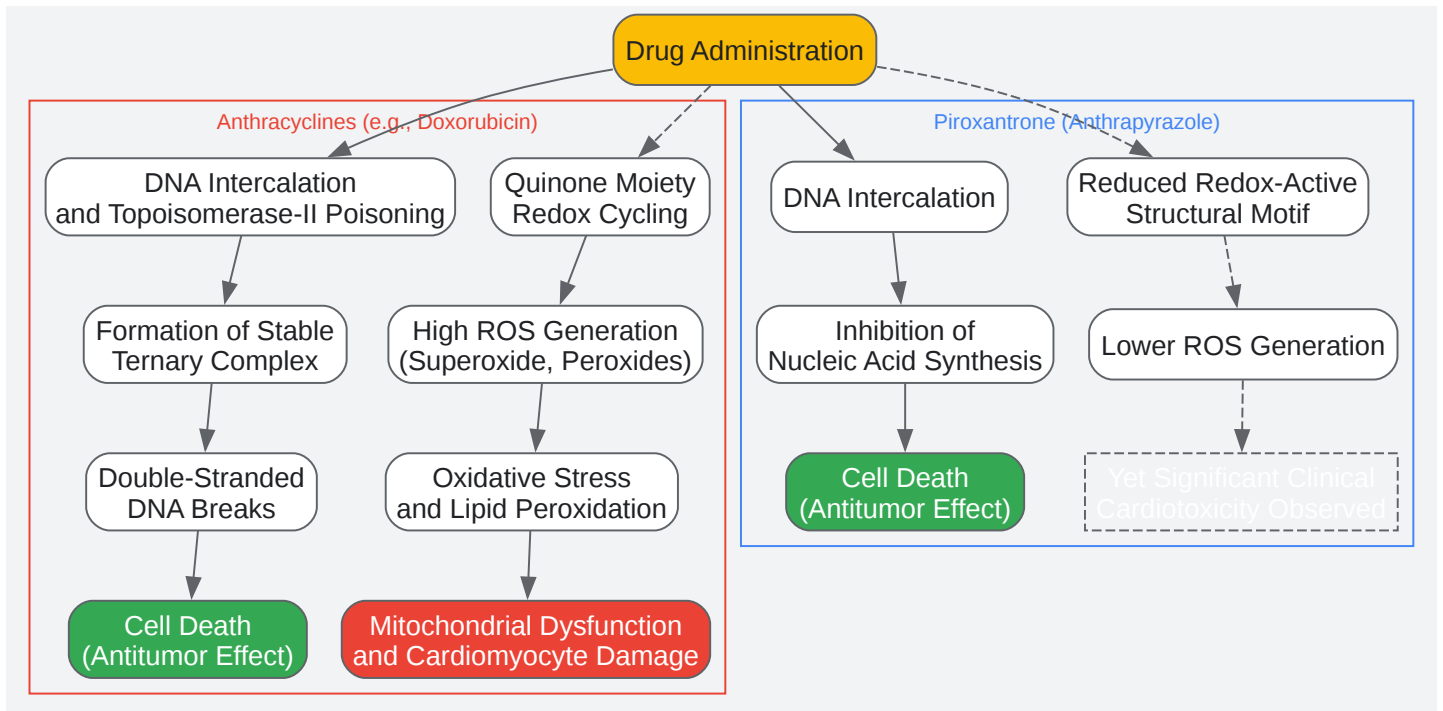 Drug Administration
Anthracyclines (e.g., Doxorubicin)
DNA Intercalation
and Topoisomerase-II Poisoning
Quinone Moiety
Redox Cycling
Formation of Stable
Ternary Complex
High ROS Generation
(Superoxide, Peroxides)
Double-Stranded
DNA Breaks
Oxidative Stress
and Lipid Peroxidation
Cell Death
(Antitumor Effect)
Mitochondrial Dysfunction
and Cardiomyocyte Damage
Piroxantrone (Anthrapyrazole)
DNA Intercalation
Reduced Redox-Active
Structural Motif
Inhibition of
Nucleic Acid Synthesis
Lower ROS Generation
Cell Death
(Antitumor Effect)
Yet Significant Clinical
Cardiotoxicity Observed